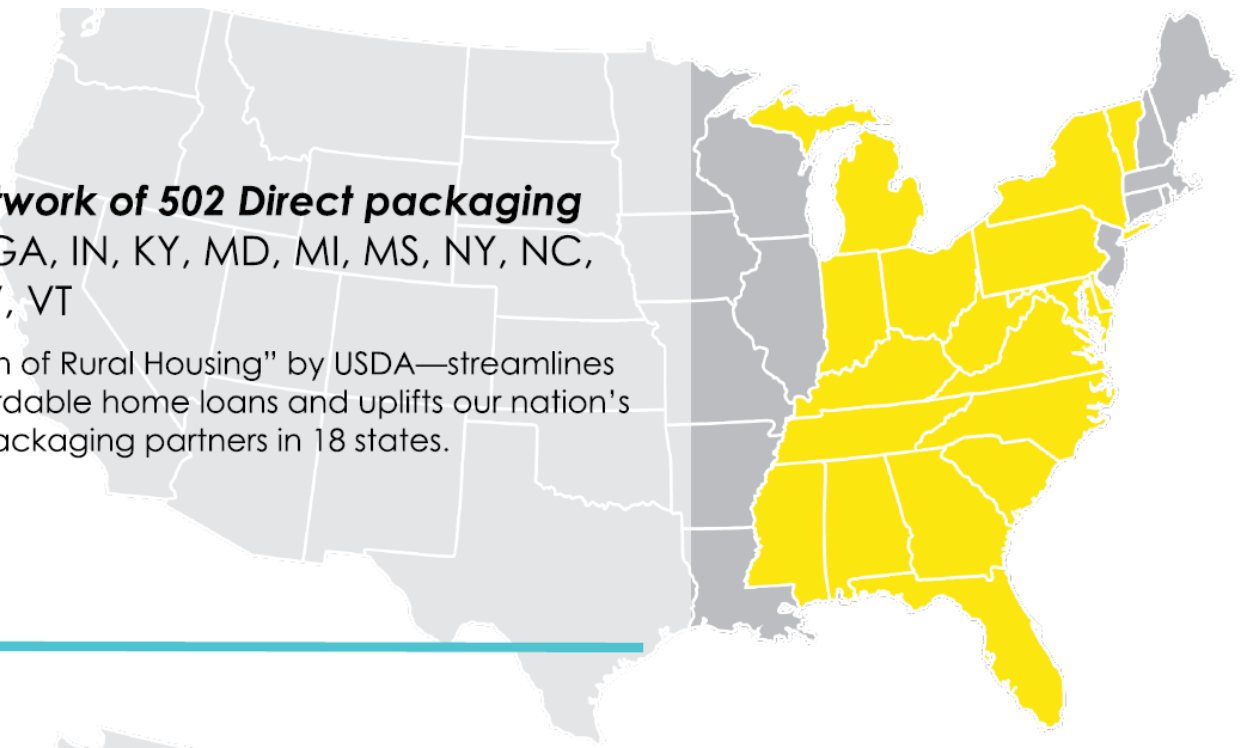 twork of 502 Direct packaging
GA, IN, KY, MD, MI, MS, NY, NC,
, VT
n of Rural Housing” by USDA—streamlines
rdable home loans and uplifts our nation’s
ackaging partners in 18 states.